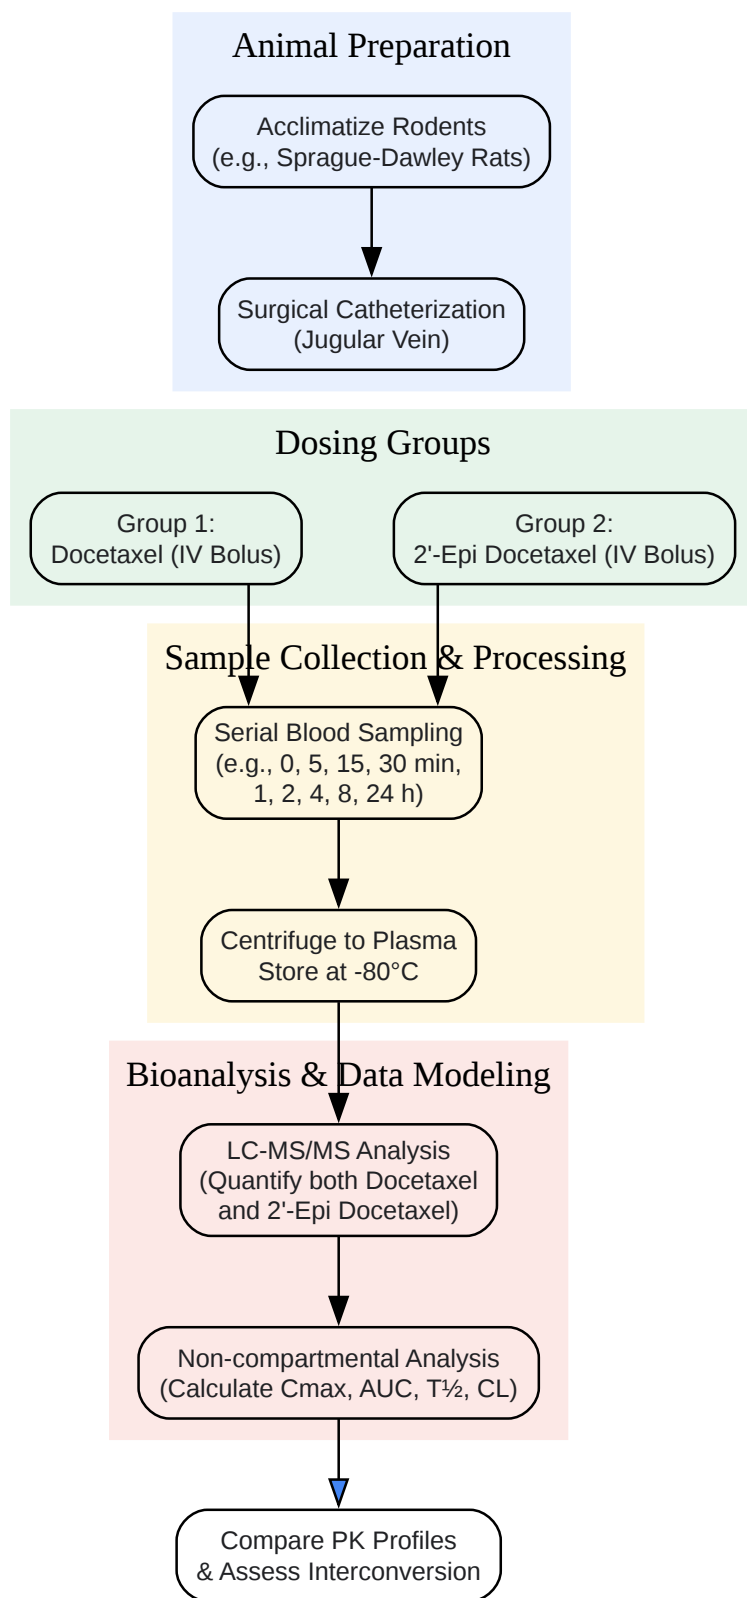 Animal Preparation
Acclimatize Rodents
(e.g., Sprague-Dawley Rats)
Surgical Catheterization
(Jugular Vein)
Dosing Groups
Group 1:
Docetaxel (IV Bolus)
Group 2:
2'-Epi Docetaxel (IV Bolus)
Sample Collection & Processing
Serial Blood Sampling
(e.g., 0, 5, 15, 30 min,
1, 2, 4, 8, 24 h)
Centrifuge to Plasma
Store at -80°C
Bioanalysis & Data Modeling
LC-MS/MS Analysis
(Quantify both Docetaxel
and 2'-Epi Docetaxel)
Non-compartmental Analysis
(Calculate Cmax, AUC, T½, CL)
Compare PK Profiles
& Assess Interconversion